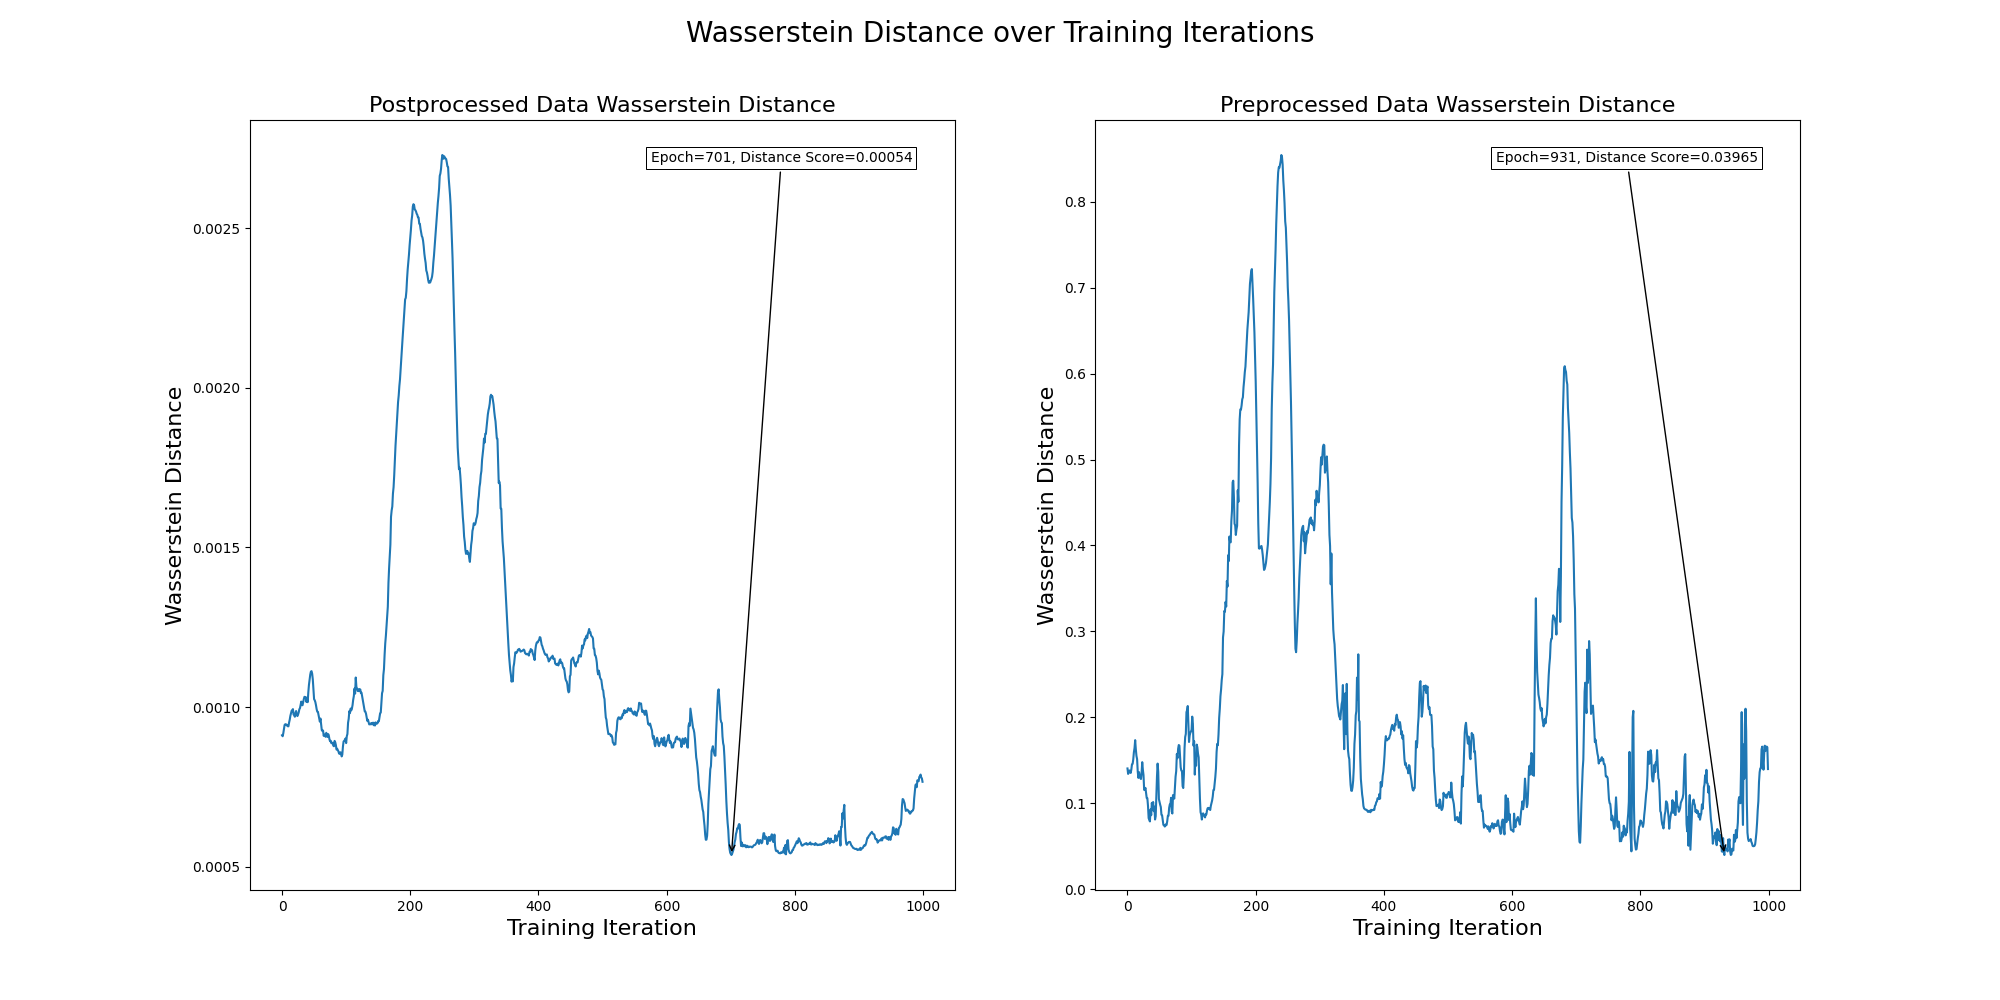 Wasserstein Distance over Training Iterations
Postprocessed Data Wasserstein Distance
Epoch=701, Distance Score=0.00054
0.0025
0.0020
0.0015
0.0010
0.0005
Wasserstein Distance
0 200 400 600 800 1000
Training Iteration
Preprocessed Data Wasserstein Distance
Epoch=931, Distance Score=0.03965
0.8
0.7
0.6
0.5
0.4
0.3
0.2
0.1
0.0
Wasserstein Distance
0 200 400 600 800 1000
Training Iteration